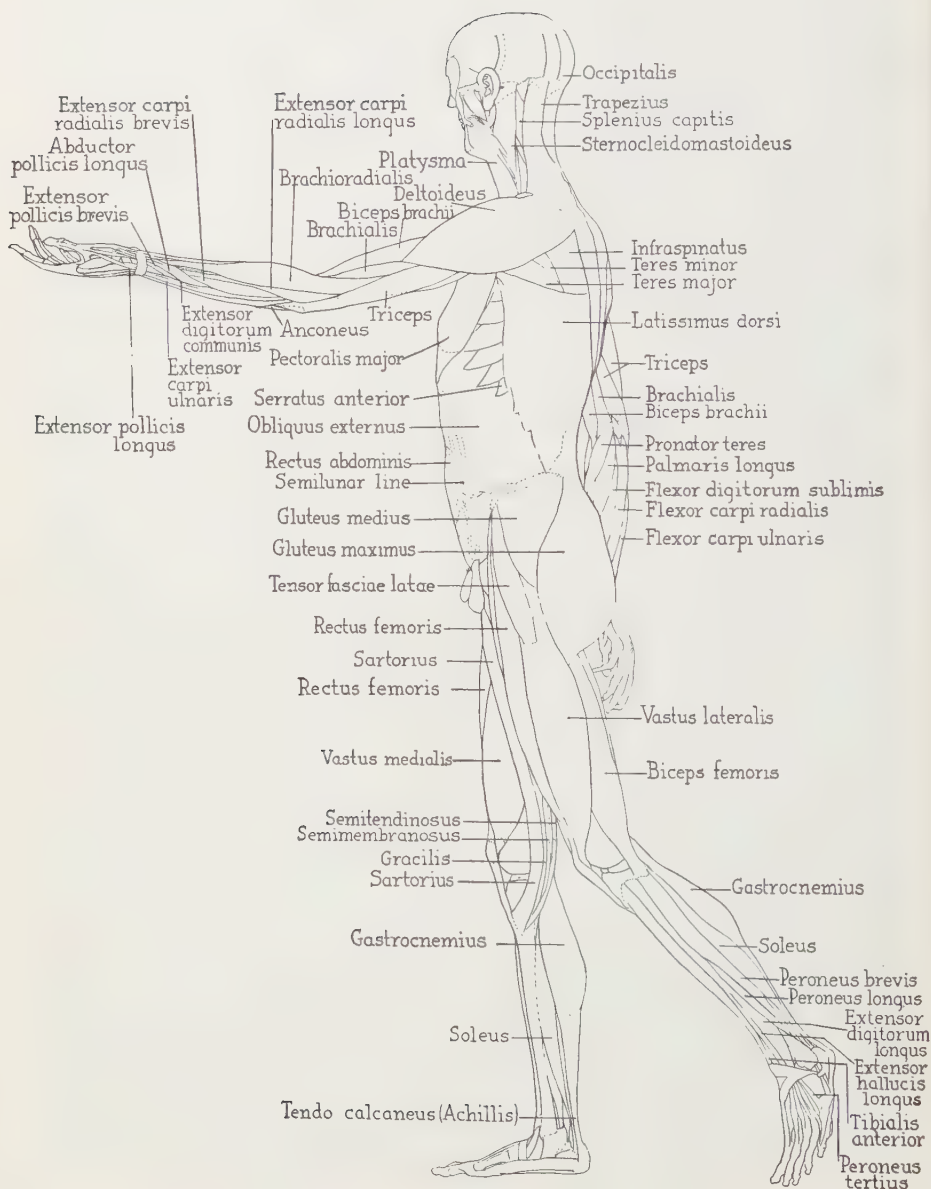 Occipitalis
Trapezius
Splenius capitis
Sternocleidomastoideus
Extensor carpi
radialis brevis
Extensor carpi
radialis longus
Abductor
pollicis longus
Platysma
Brachioradialis
Extensor
pollicis brevis
Deltoideus
Biceps brachii
Brachialis
Infraspinatus
Teres minor
Teres major
Extensor
digitorum
communis
Anconeus
Triceps
Latissimus dorsi
Pectoralis major
Extensor
carpi
ulnaris
Triceps
Serratus anterior
Brachialis
Biceps brachii
Extensor pollicis
longus
Obliquus externus
Pronator teres
Rectus abdominis
Palmaris longus
Semilunar line
Flexor digitorum sublimis
Flexor carpi radialis
Gluteus medius
Flexor carpi ulnaris
Gluteus maximus
Tensor fasciae latae
Rectus femoris
Sartorius
Rectus femoris
Vastus lateralis
Vastus medialis
Biceps femoris
Semitendinosus
Semimembranosus
Gracilis
Sartorius
Gastrocnemius
Gastrocnemius
Soleus
Peroneus brevis
Peroneus longus
Extensor
digitorum
longus
Soleus
Extensor
hallucis
longus
Tendo calcaneus (Achillis)
Tibialis
anterior
Peroneus
tertius